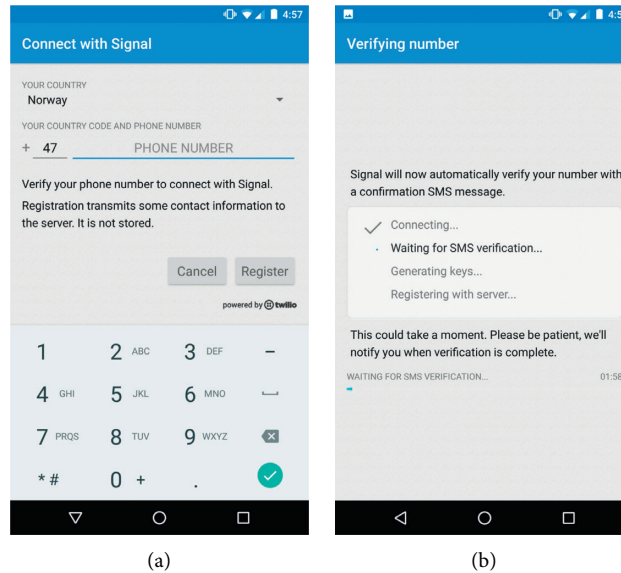 4:57
Connect with Signal
YOUR COUNTRY
Norway
YOUR COUNTRY CODE AND PHONE NUMBER
+ 47 PHONE NUMBER
Verify your phone number to connect with Signal.
Registration transmits some contact information to
the server. It is not stored.
Cancel Register
powered by twilio
1 2 ABC 3 DEF –
4 GHI 5 JKL 6 MNO
7 PRQS 8 TUV 9 WXYZ
* # 0 + .
(a)
Verifying number
Signal will now automatically verify your number with
a confirmation SMS message.
Connecting...
Waiting for SMS verification...
Generating keys...
Registering with server...
This could take a moment. Please be patient, we'll
notify you when verification is complete.
WAITING FOR SMS VERIFICATION... 01:58
(b)